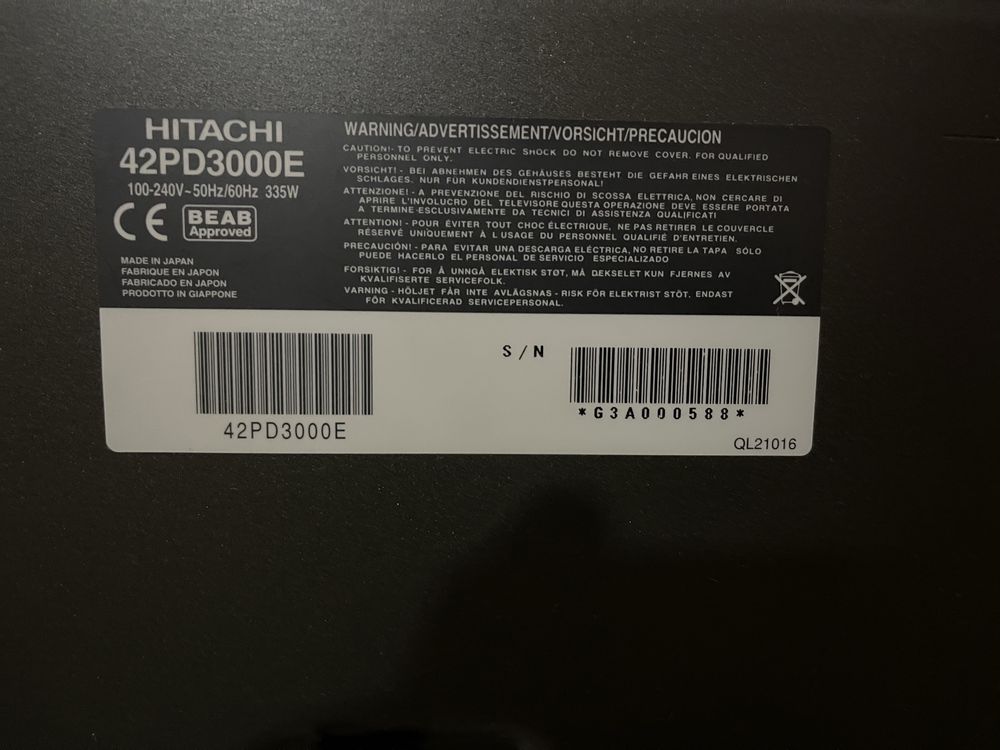 HITACHI
42PD3000E
100-240V~50Hz/60Hz 335W
CE
BEAB
Approved
MADE IN JAPAN
FABRIQUE EN JAPON
FABRICADO EN JAPON
PRODOTTO IN GIAPPONE
WARNING/ADVERTISSEMENT/VORSICHT/PRECAUCION
CAUTION!- TO PREVENT ELECTRIC SHOCK DO NOT REMOVE COVER. FOR QUALIFIED
PERSONNEL ONLY.
VORSICHT! - BEI ABNEHMEN DES GEHÄUSES BESTEHT DIE GEFAHR EINES ELEKTRISCHEN
SCHLAGES. NUR FÜR KUNDENDIENSTPERSONAL!
ATTENZIONE! - A PREVENZIONE DEL RISCHIO DI SCOSSA ELETTRICA, NON CERCARE DI
APRIRE L'INVOLUCRO DEL TELEVISORE QUESTA OPERAZIONE DEVE ESSERE PORTATA
A TERMINE-ESCLUSIVAMENTE DA TECNICI DI ASSISTENZA QUALIFICATI
ATTENTION! - POUR ÉVITER TOUT CHOC ÉLECTRIQUE, NE PAS RETIRER LE COUVERCLE
RÉSERVÉ UNIQUEMENT À L USAGE DU PERSONNEL QUALIFIÉ D'ENTRETIEN.
PRECAUCIÓN! - PARA EVITAR UNA DESCARGA ELÉCTRICA, NO RETIRE LA TAPA SÓLO
PUEDE HACERLO EL PERSONAL DE SERVICIO ESPECIALIZADO
FORSIKTIG! - FOR Å UNNGÅ ELEKTISK STØT, MÅ DEKSELET KUN FJERNES AV
KVALIFISERTE SERVICEFOLK.
VARNING - HÖLJET FÅR INTE AVLÄGSNAS - RISK FÖR ELEKTRIST STÖT. ENDAST
FÖR KVALIFICERAD SERVICEPERSONEL.
42PD3000E
S/N
*G3A000588*
QL21016